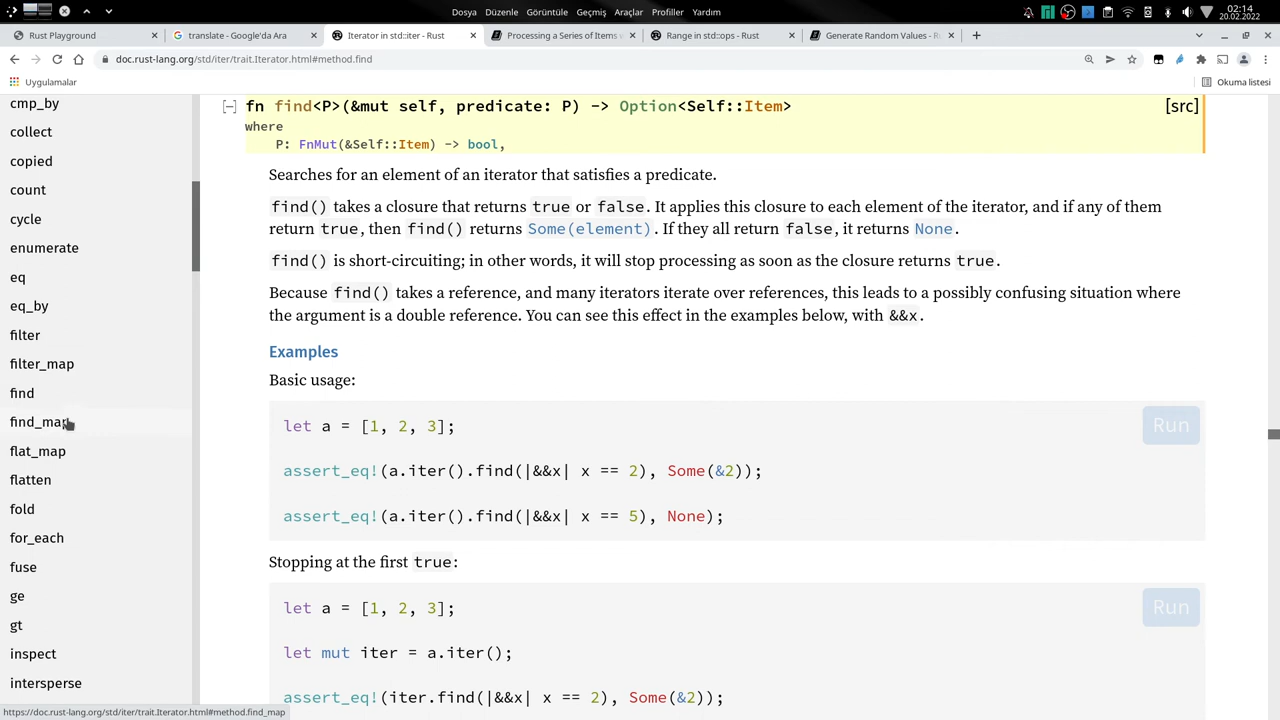 Dosya Düzenle Görüntüle Geçmiş Araçlar Profiller Yardım
02:14
20.02.2022
Rust Playground
translate - Google'da Ara
Iterator in std::iter - Rust
Processing a Series of Items w
Range in std::ops - Rust
Generate Random Values - Ru
doc.rust-lang.org/std/iter/trait.Iterator.html#method.find
Uygulamalar
Okuma listesi
cmp_by
collect
copied
count
cycle
enumerate
eq
eq_by
filter
filter_map
find
find_map
flat_map
flatten
fold
for_each
fuse
ge
gt
inspect
intersperse
https://doc.rust-lang.org/std/iter/trait.Iterator.html#method.find_map
[-] fn find<P>(&mut self, predicate: P) -> Option<Self::Item> [src]
where
P: FnMut(&Self::Item) -> bool,
Searches for an element of an iterator that satisfies a predicate.
find() takes a closure that returns true or false. It applies this closure to each element of the iterator, and if any of them
return true, then find() returns Some(element). If they all return false, it returns None.
find() is short-circuiting; in other words, it will stop processing as soon as the closure returns true.
Because find() takes a reference, and many iterators iterate over references, this leads to a possibly confusing situation where
the argument is a double reference. You can see this effect in the examples below, with &&x.
Examples
Basic usage:
Run
let a = [1, 2, 3];
assert_eq!(a.iter().find(|&&x| x == 2), Some(&2));
assert_eq!(a.iter().find(|&&x| x == 5), None);
Stopping at the first true:
Run
let a = [1, 2, 3];
let mut iter = a.iter();
assert_eq!(iter.find(|&&x| x == 2), Some(&2));